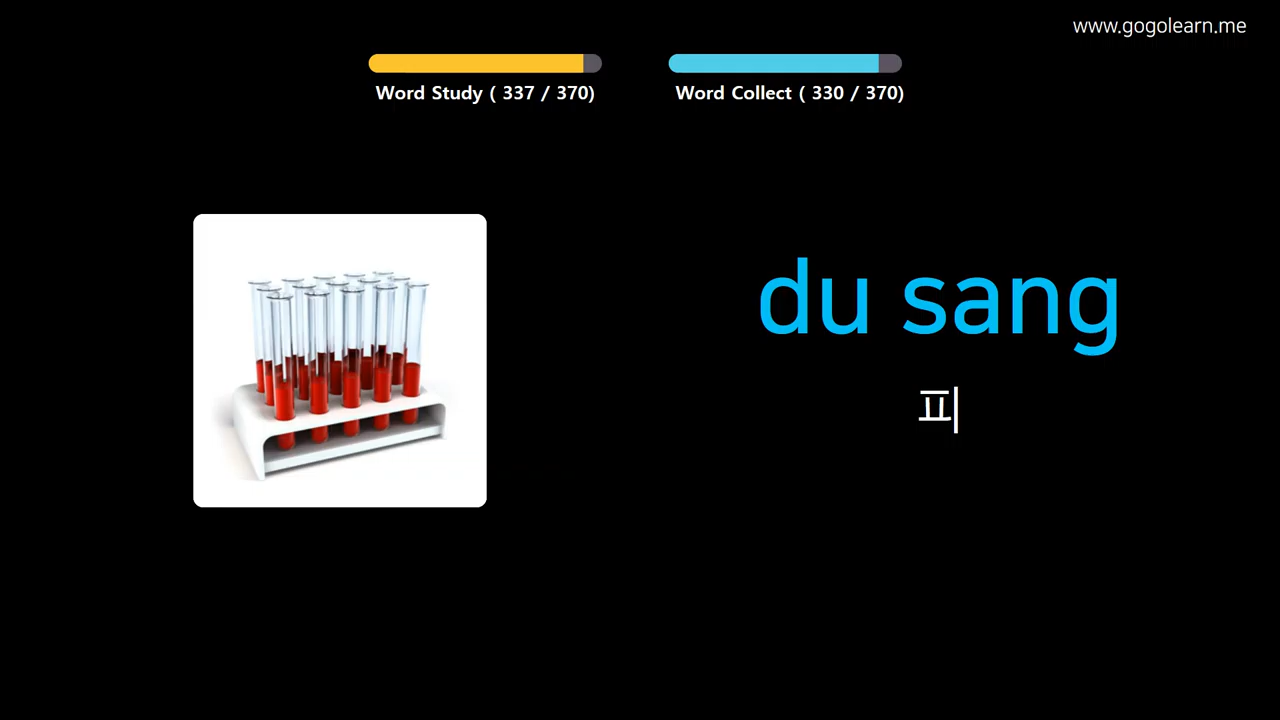 www.gogolearn.me
Word Study ( 337 / 370)
Word Collect ( 330 / 370)
du sang
피